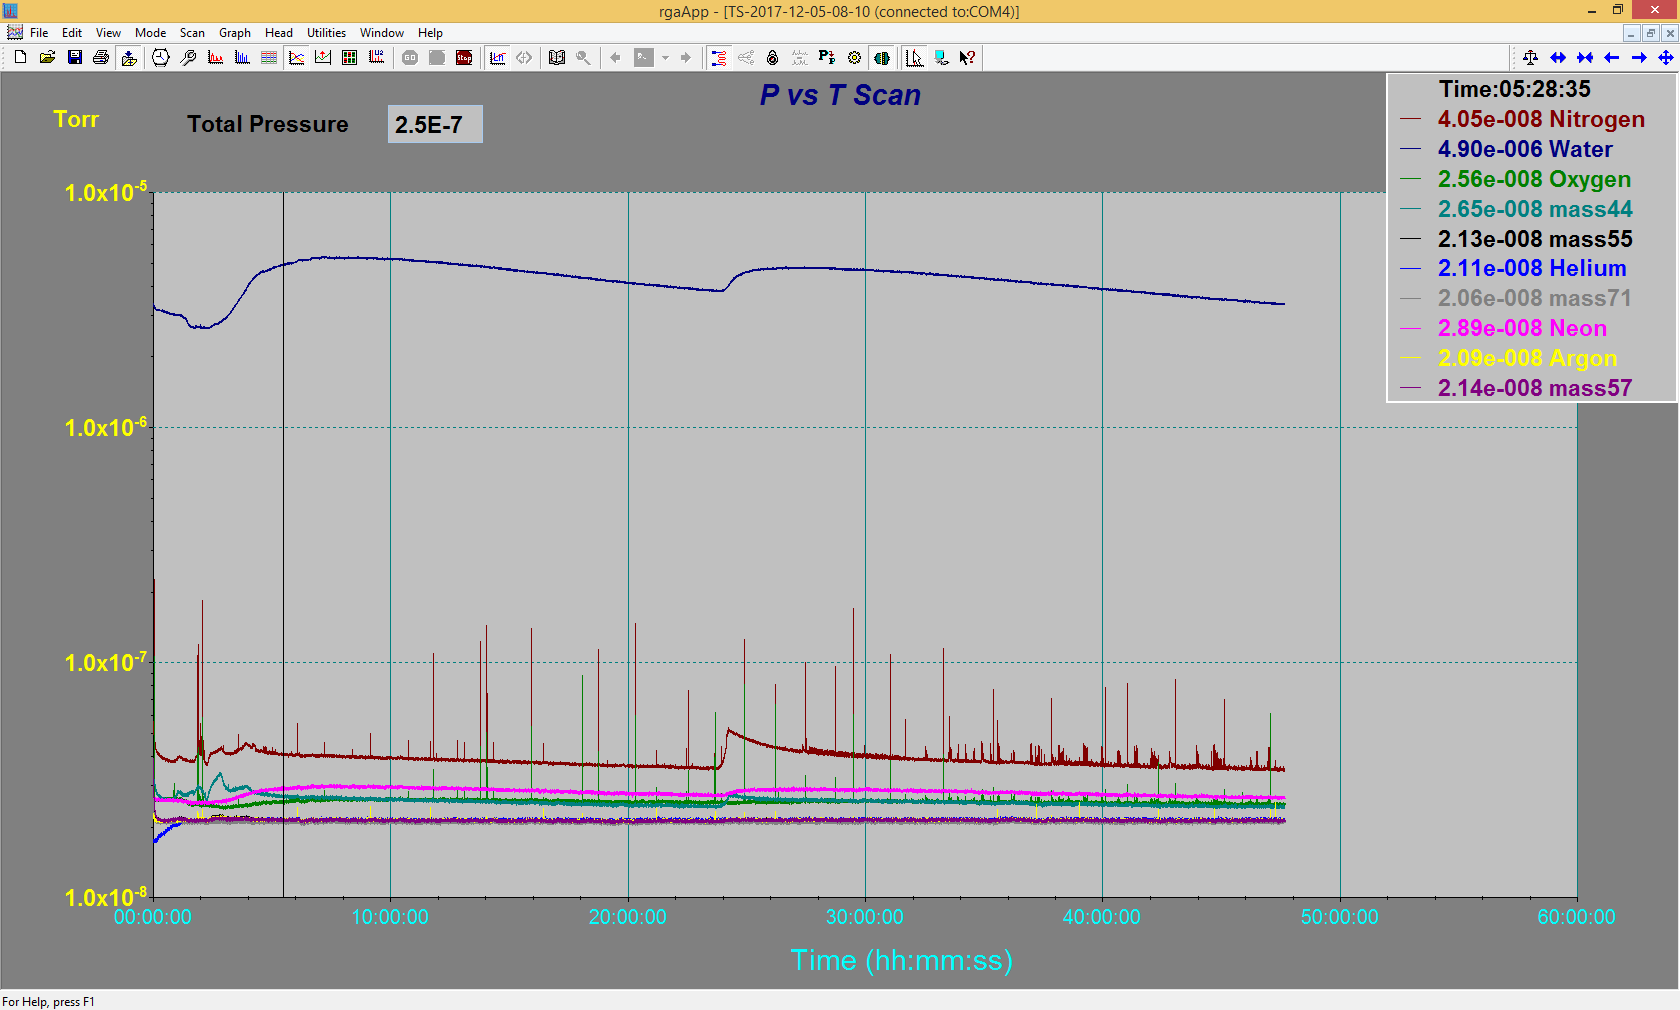 rgaApp - [TS-2017-12-05-08-10 (connected to:COM4)]
File Edit View Mode Scan Graph Head Utilities Window Help
GO Stop
P vs T Scan
Torr
Total Pressure 2.5E-7
Time:05:28:35
4.05e-008 Nitrogen
4.90e-006 Water
2.56e-008 Oxygen
2.65e-008 mass44
2.13e-008 mass55
2.11e-008 Helium
2.06e-008 mass71
2.89e-008 Neon
2.09e-008 Argon
2.14e-008 mass57
1.0x10-5
1.0x10-6
1.0x10-7
1.0x10-8
00:00:00 10:00:00 20:00:00 30:00:00 40:00:00 50:00:00 60:00:00
Time (hh:mm:ss)
For Help, press F1